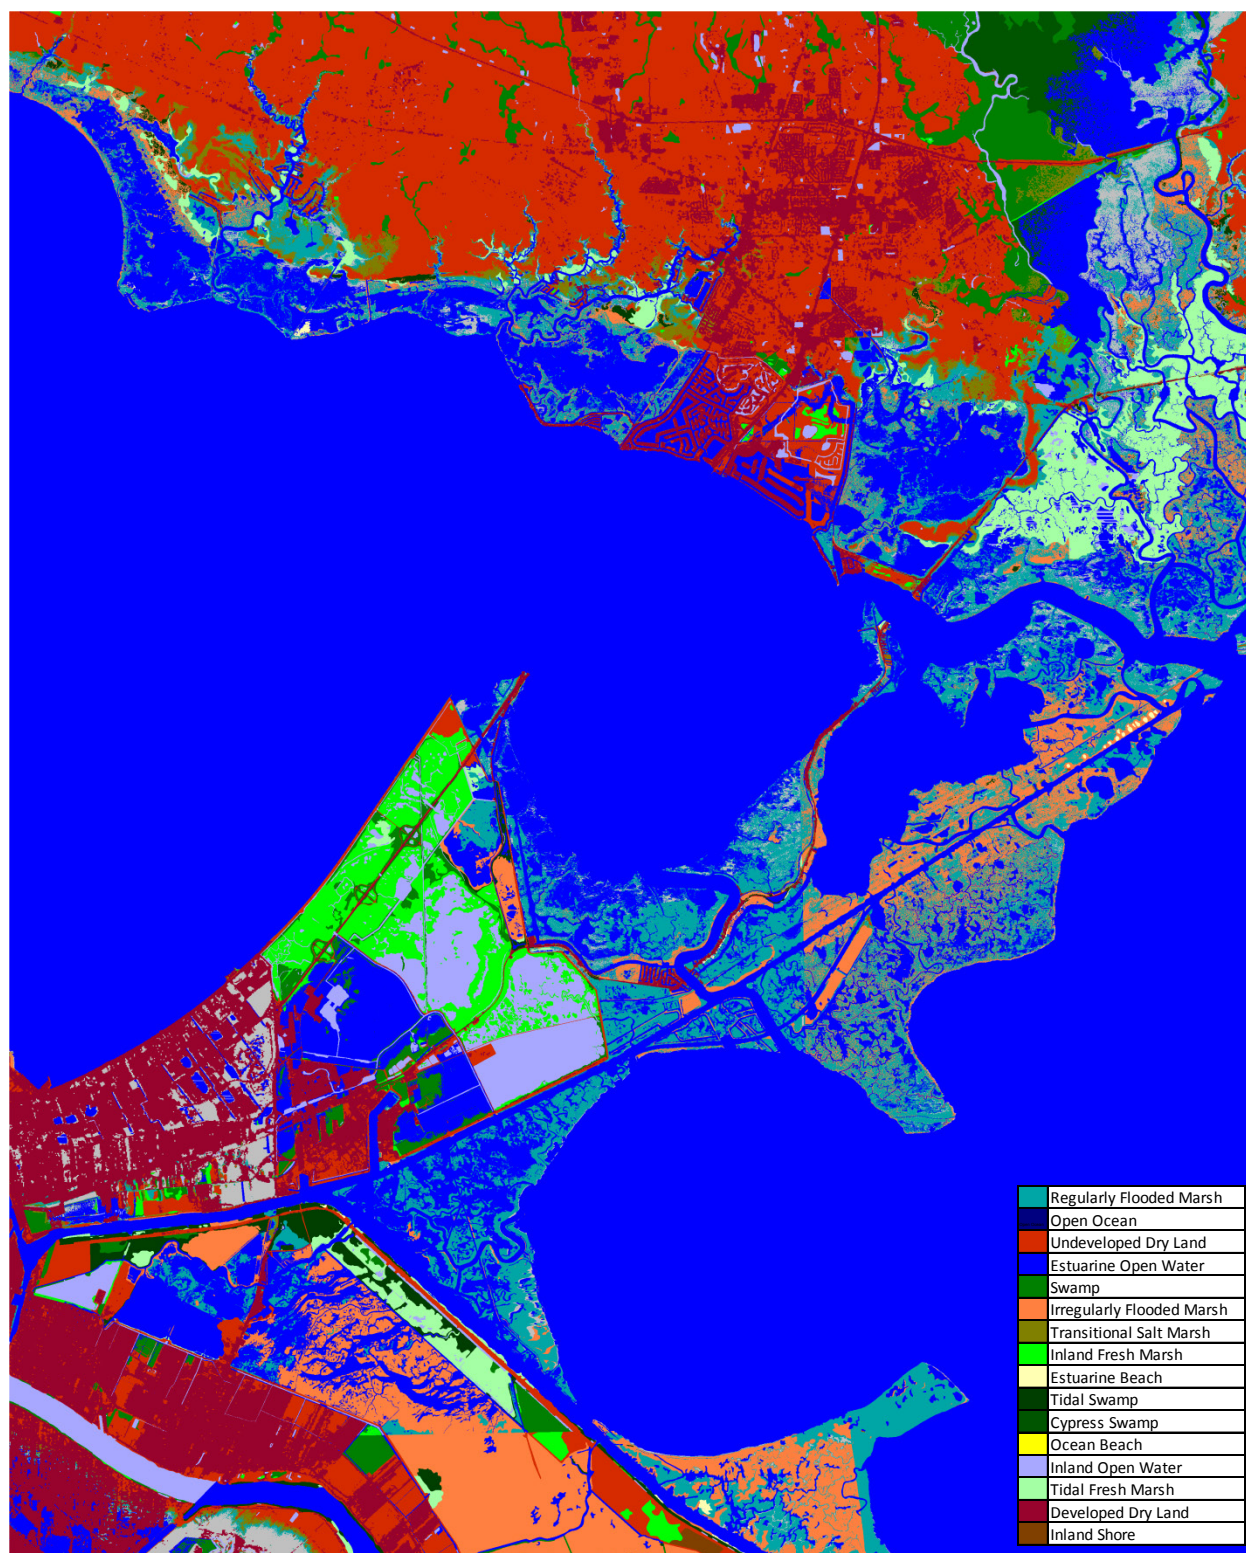 Regularly Flooded Marsh
Open Ocean
Undeveloped Dry Land
Estuarine Open Water
Swamp
Irregularly Flooded Marsh
Transitional Salt Marsh
Inland Fresh Marsh
Estuarine Beach
Tidal Swamp
Cypress Swamp
Ocean Beach
Inland Open Water
Tidal Fresh Marsh
Developed Dry Land
Inland Shore